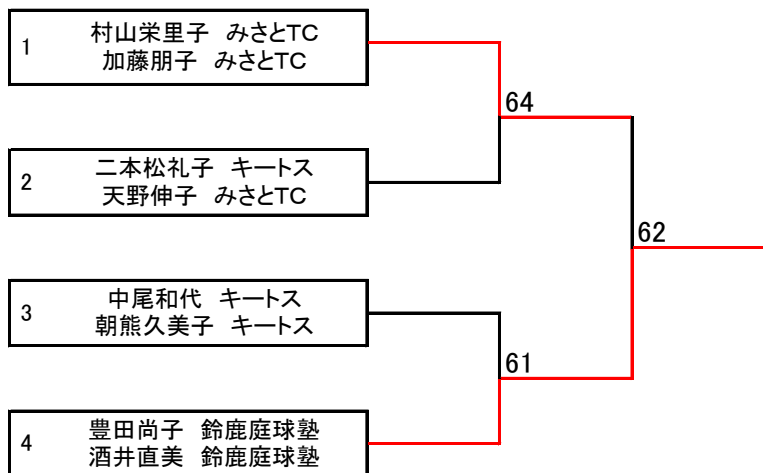 1
村山栄里子 みさとTC
加藤朋子 みさとTC
64
2
二本松礼子 キートス
天野伸子 みさとTC
62
3
中尾和代 キートス
朝熊久美子 キートス
61
4
豊田尚子 鈴鹿庭球塾
酒井直美 鈴鹿庭球塾